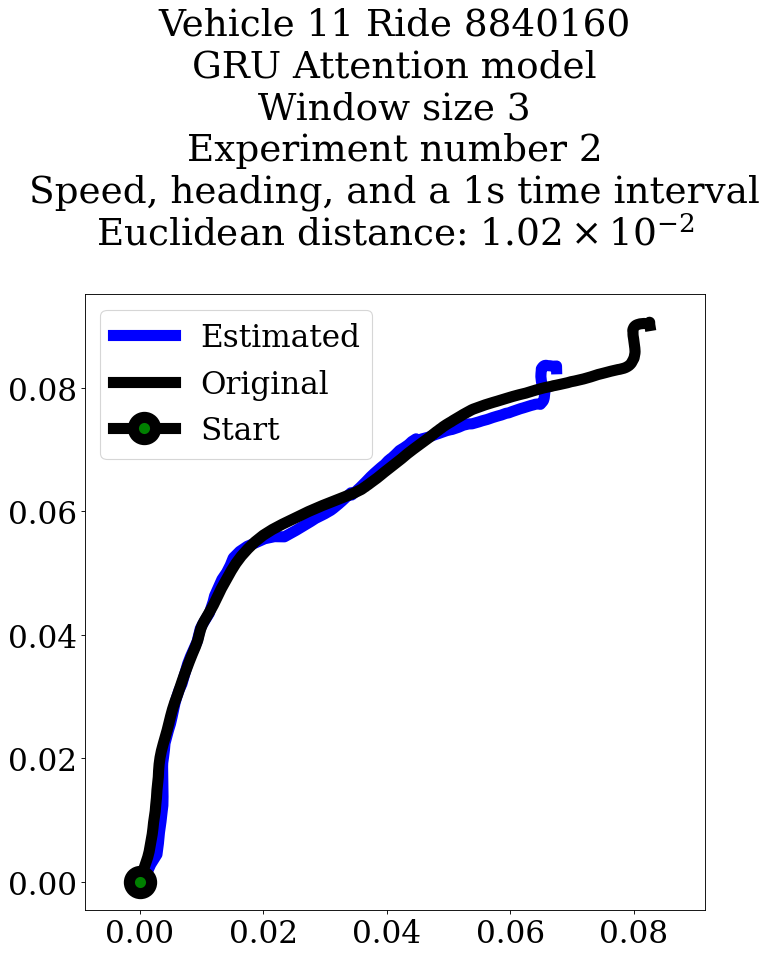 Vehicle 11 Ride 8840160
GRU Attention model
Window size 3
Experiment number 2
Speed, heading, and a 1s time interval
Euclidean distance: 1.02 × 10⁻²
Estimated
Original
Start
0.08
0.06
0.04
0.02
0.00
0.00 0.02 0.04 0.06 0.08